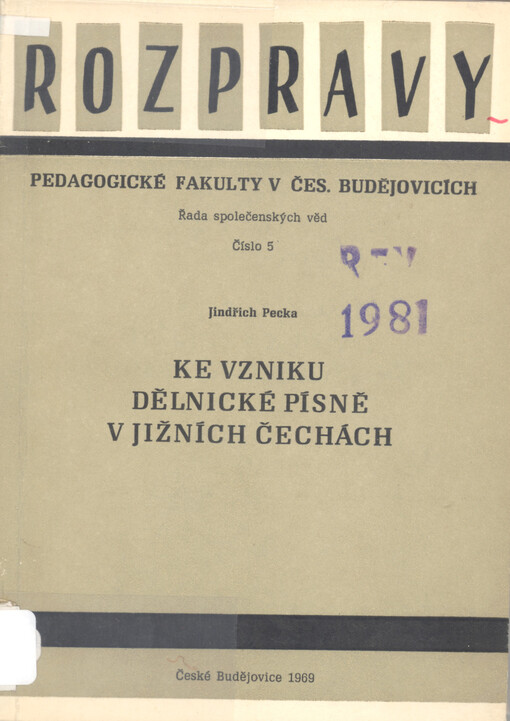 ROZPRAVY
PEDAGOGICKÉ FAKULTY V ČES. BUDĚJOVICÍCH
Řada společenských věd
Číslo 5
REV
1981
Jindřich Pecka
KE VZNIKU
DĚLNICKÉ PÍSNĚ
V JIŽNÍCH ČECHÁCH
České Budějovice 1969